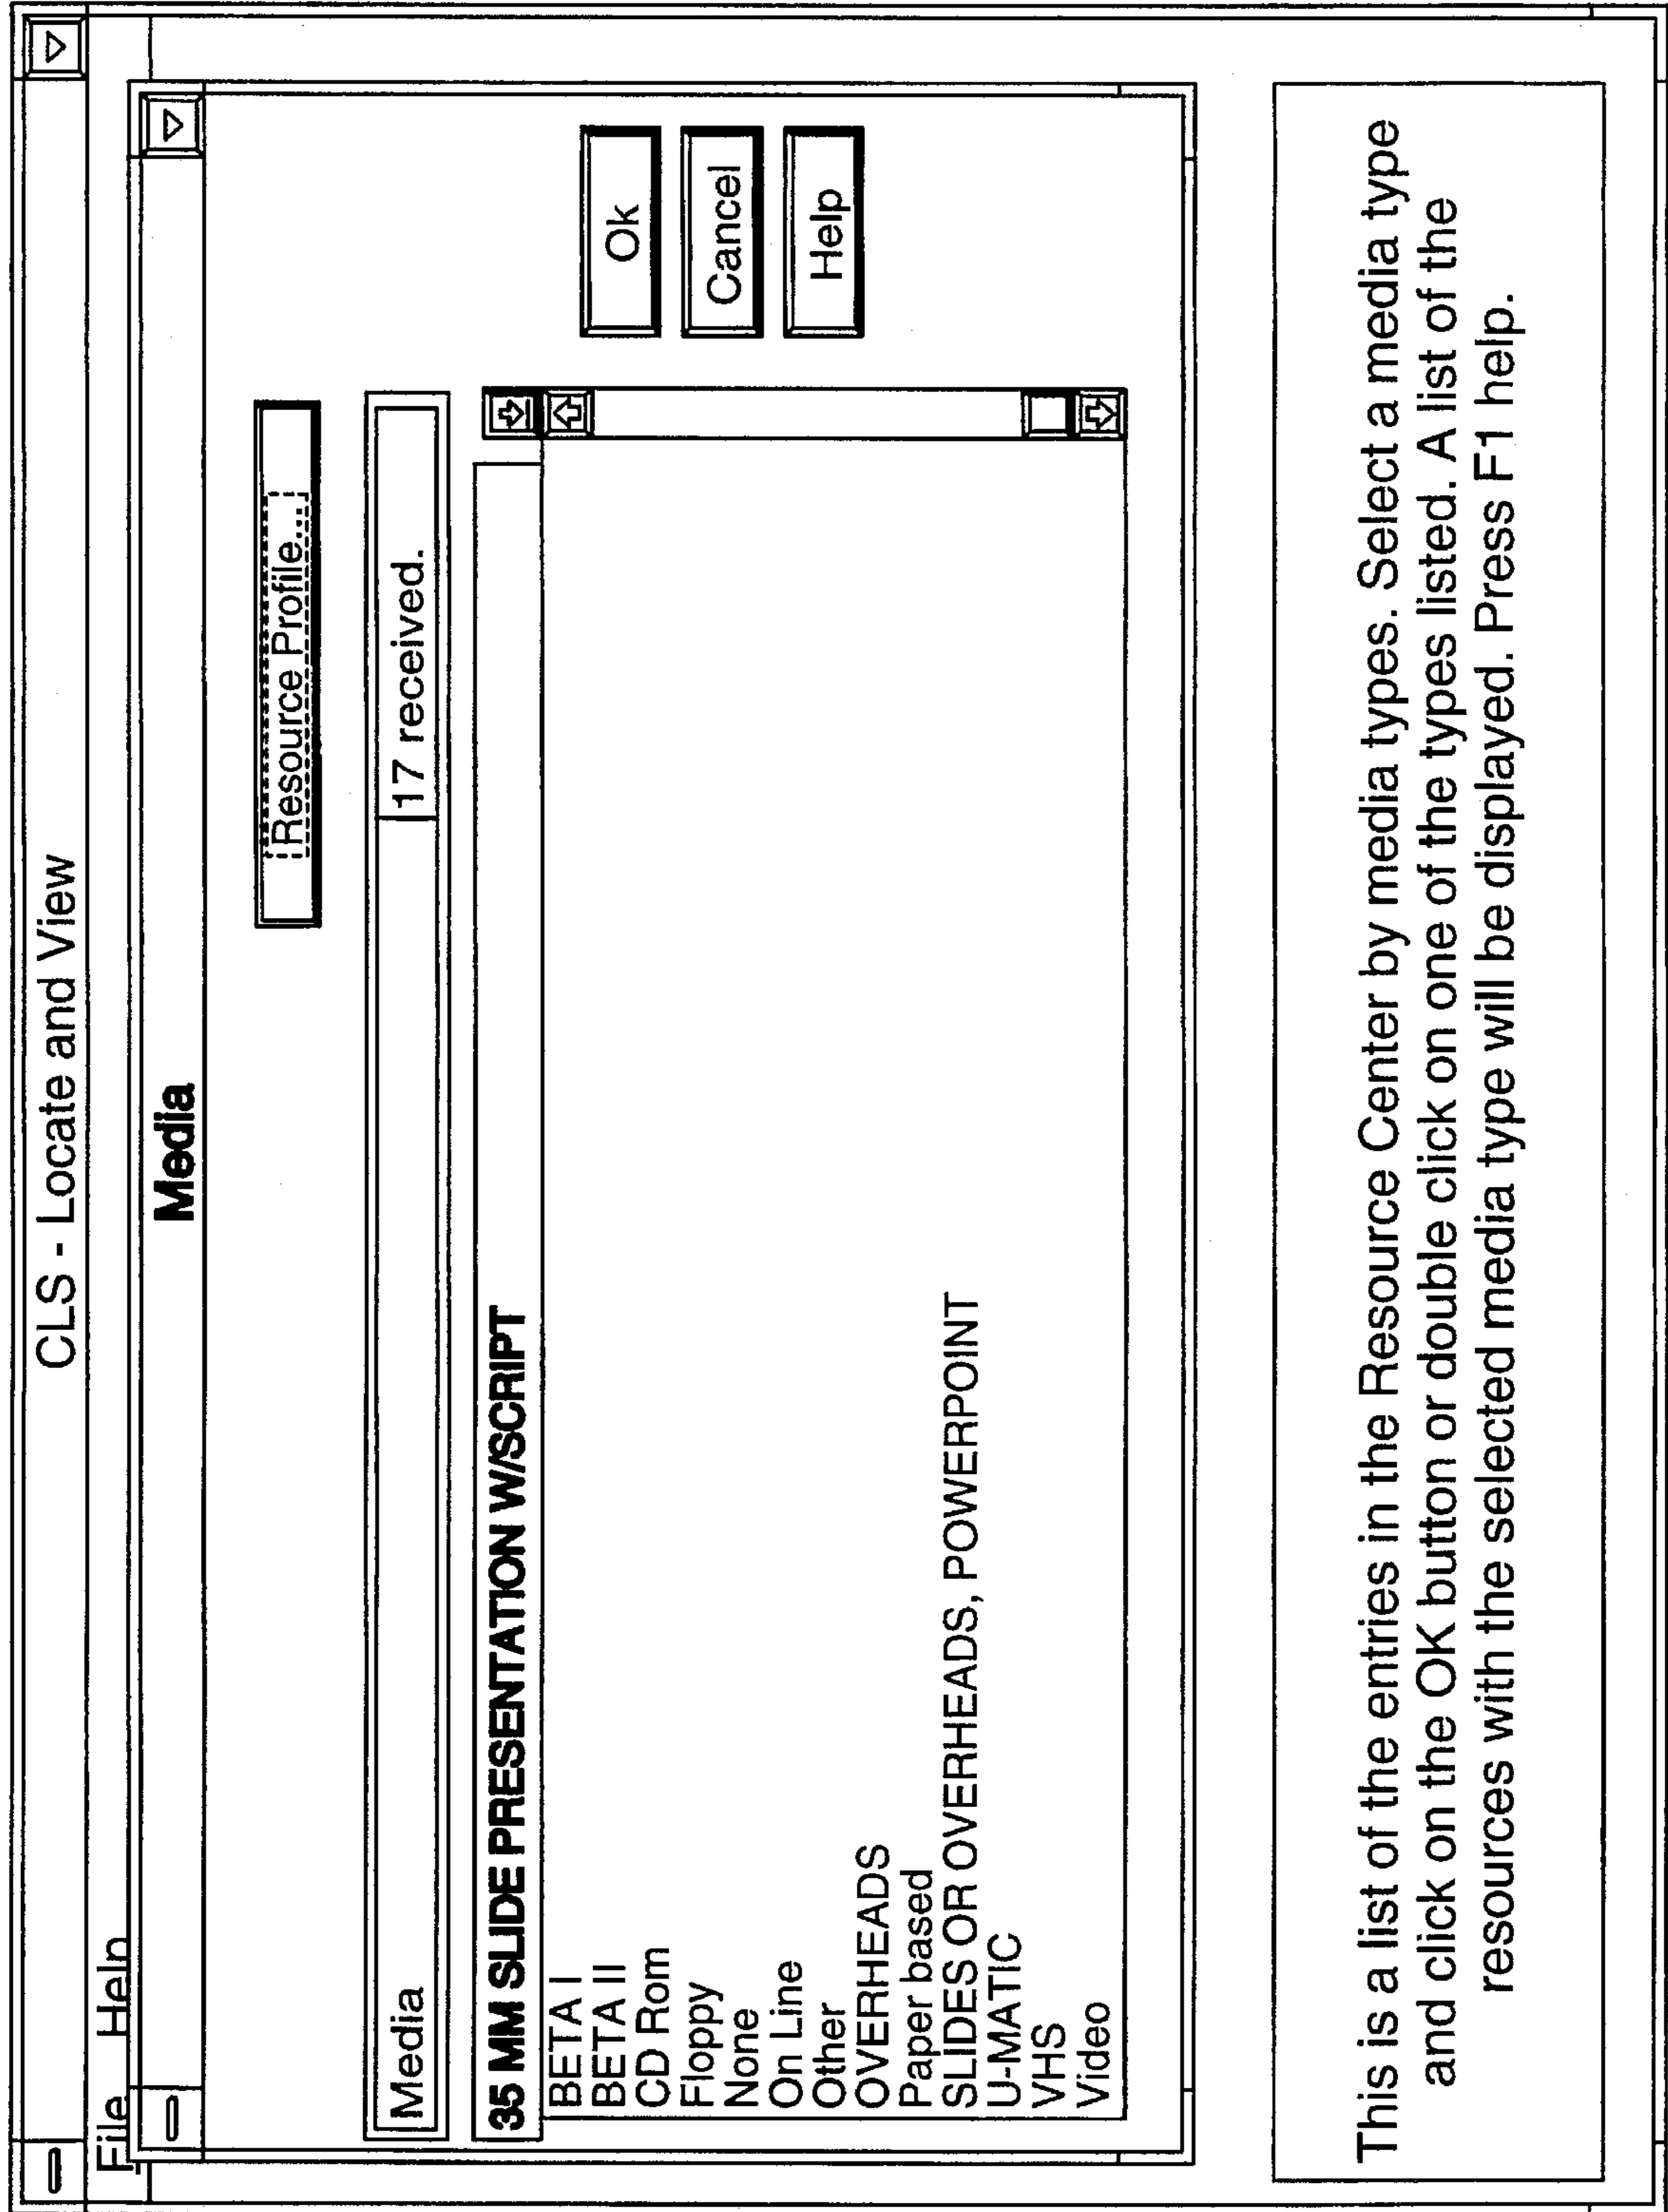 CLS - Locate and View
File Help
Media
Resource Profile...
Media 17 received.
35 MM SLIDE PRESENTATION W/SCRIPT
BETA I
BETA II
CD Rom
Floppy
None
On Line
Other
OVERHEADS
Paper based
SLIDES OR OVERHEADS, POWERPOINT
U-MATIC
VHS
Video
Ok
Cancel
Help
This is a list of the entries in the Resource Center by media types. Select a media type
and click on the OK button or double click on one of the types listed. A list of the
resources with the selected media type will be displayed. Press F1 help.